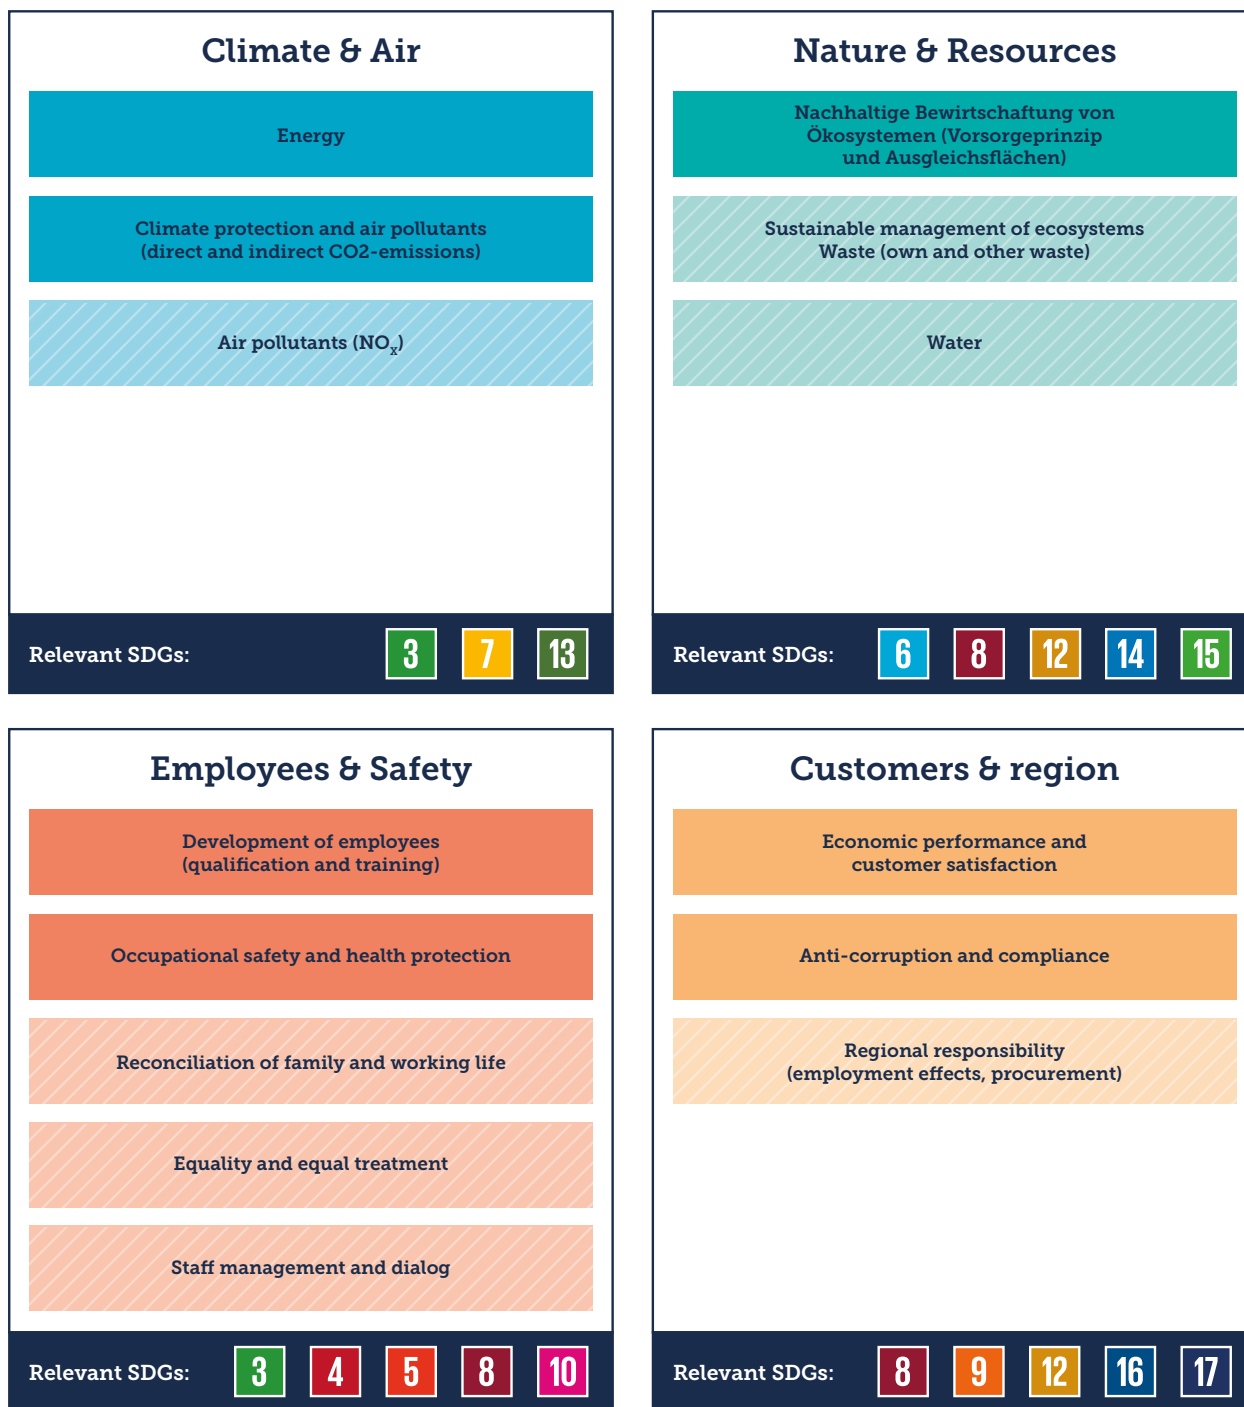 Climate & Air
Energy
Climate protection and air pollutants
(direct and indirect CO2-emissions)
Air pollutants (NOx)
Relevant SDGs:
3 7 13
Nature & Resources
Nachhaltige Bewirtschaftung von
Ökosystemen (Vorsorgeprinzip
und Ausgleichsflächen)
Sustainable management of ecosystems
Waste (own and other waste)
Water
Relevant SDGs:
6 8 12 14 15
Employees & Safety
Development of employees
(qualification and training)
Occupational safety and health protection
Reconciliation of family and working life
Equality and equal treatment
Staff management and dialog
Relevant SDGs:
3 4 5 8 10
Customers & region
Economic performance and
customer satisfaction
Anti-corruption and compliance
Regional responsibility
(employment effects, procurement)
Relevant SDGs:
8 9 12 16 17